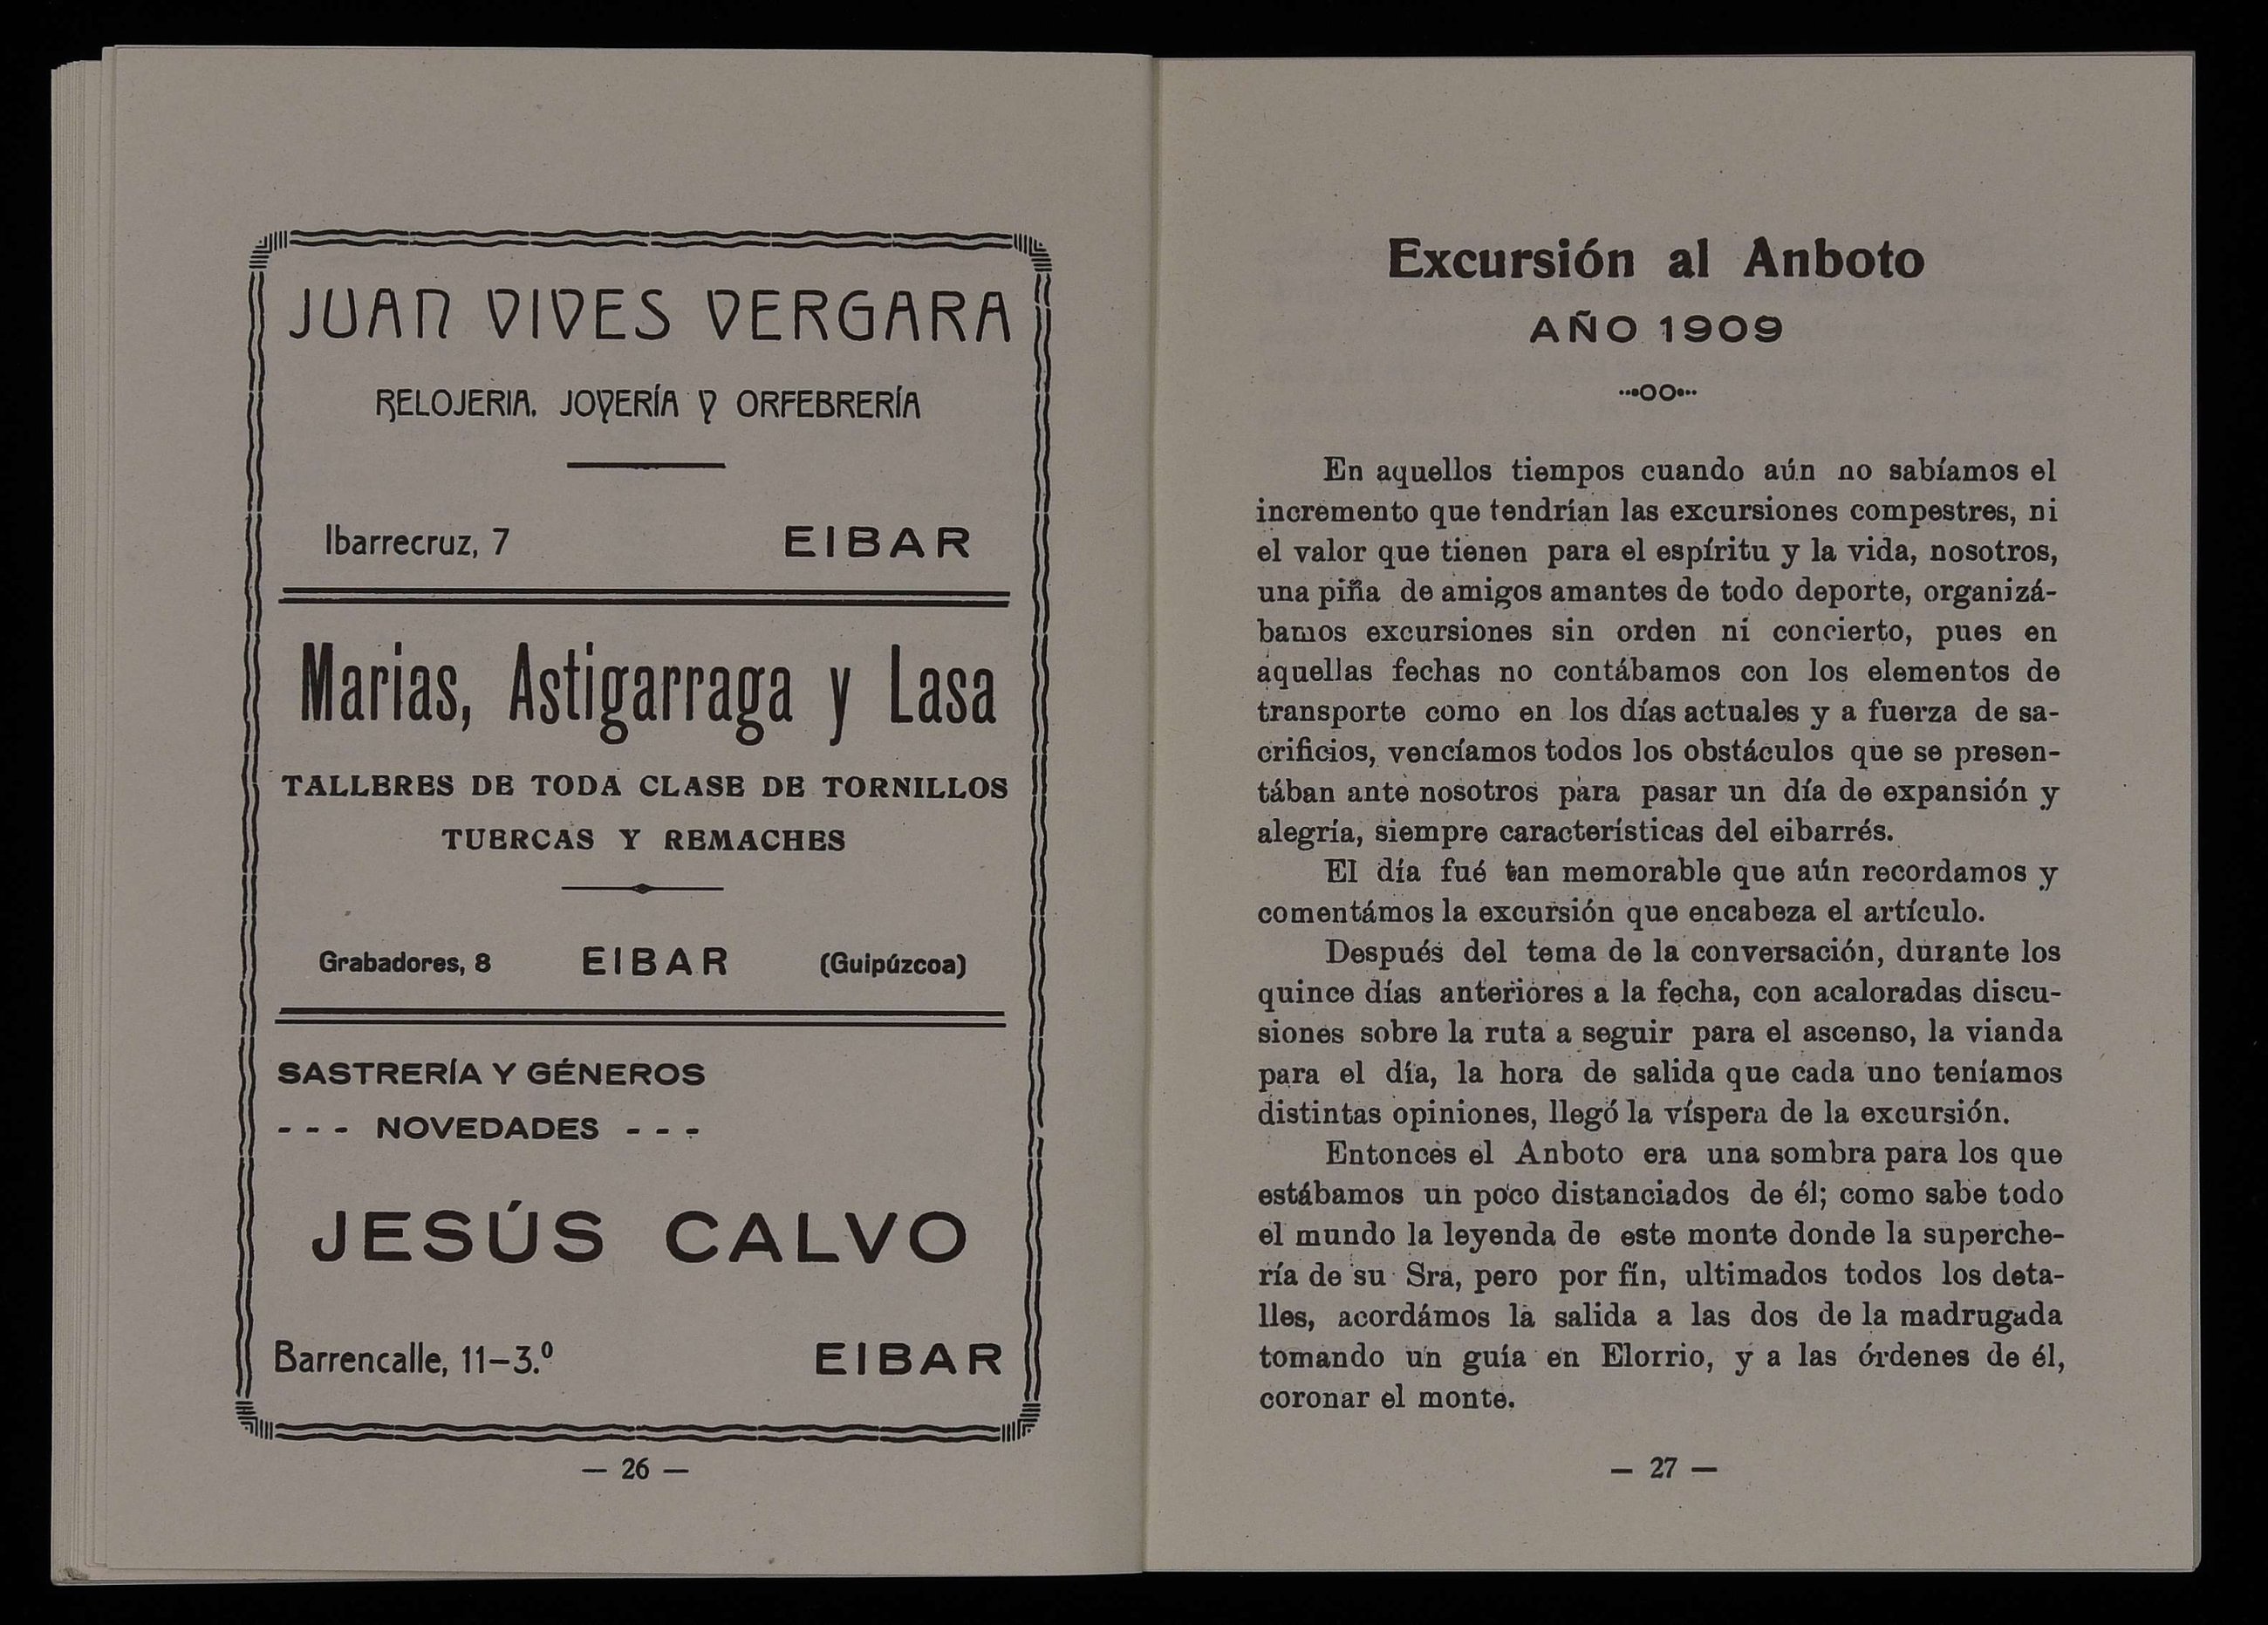 JUAN VIVES VERGARA
RELOJERIA, JOYERÍA Y ORFEBRERÍA
Ibarrecruz, 7 EIBAR
Marias, Astigarraga y Lasa
TALLERES DE TODA CLASE DE TORNILLOS
TUERCAS Y REMACHES
Grabadores, 8 EIBAR (Guipúzcoa)
SASTRERÍA Y GÉNEROS
- - - NOVEDADES - - -
JESÚS CALVO
Barrencalle, 11-3.º EIBAR
— 26 —
Excursión al Anboto
AÑO 1909
En aquellos tiempos cuando aún no sabíamos el
incremento que tendrían las excursiones compestres, ni
el valor que tienen para el espíritu y la vida, nosotros,
una piña de amigos amantes de todo deporte, organizá-
bamos excursiones sin orden ni concierto, pues en
aquellas fechas no contábamos con los elementos de
transporte como en los días actuales y a fuerza de sa-
crificios, vencíamos todos los obstáculos que se presen-
tában ante nosotros para pasar un día de expansión y
alegría, siempre características del eibarrés.
El día fué tan memorable que aún recordamos y
comentámos la excursión que encabeza el artículo.
Después del tema de la conversación, durante los
quince días anteriores a la fecha, con acaloradas discu-
siones sobre la ruta a seguir para el ascenso, la vianda
para el día, la hora de salida que cada uno teníamos
distintas opiniones, llegó la víspera de la excursión.
Entonces el Anboto era una sombra para los que
estábamos un poco distanciados de él; como sabe todo
el mundo la leyenda de este monte donde la superche-
ría de su Sra, pero por fín, ultimados todos los deta-
lles, acordámos la salida a las dos de la madrugada
tomando un guía en Elorrio, y a las órdenes de él,
coronar el monte.
— 27 —